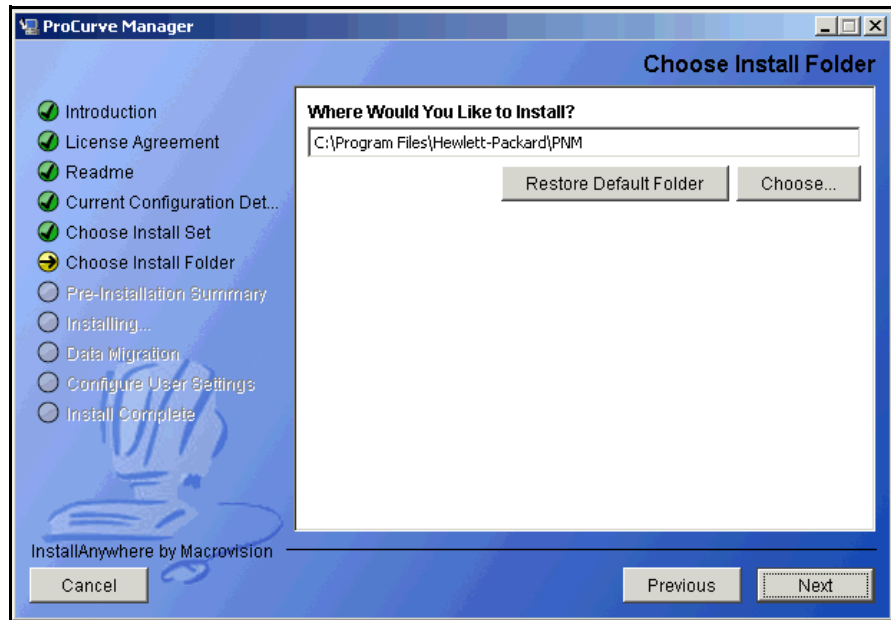 ProCurve Manager
Choose Install Folder
Introduction
License Agreement
Readme
Current Configuration Det...
Choose Install Set
Choose Install Folder
Pre-Installation Summary
Installing...
Data Migration
Configure User Settings
Install Complete
Where Would You Like to Install?
C:\Program Files\Hewlett-Packard\PNM
Restore Default Folder
Choose...
InstallAnywhere by Macrovision
Cancel
Previous
Next